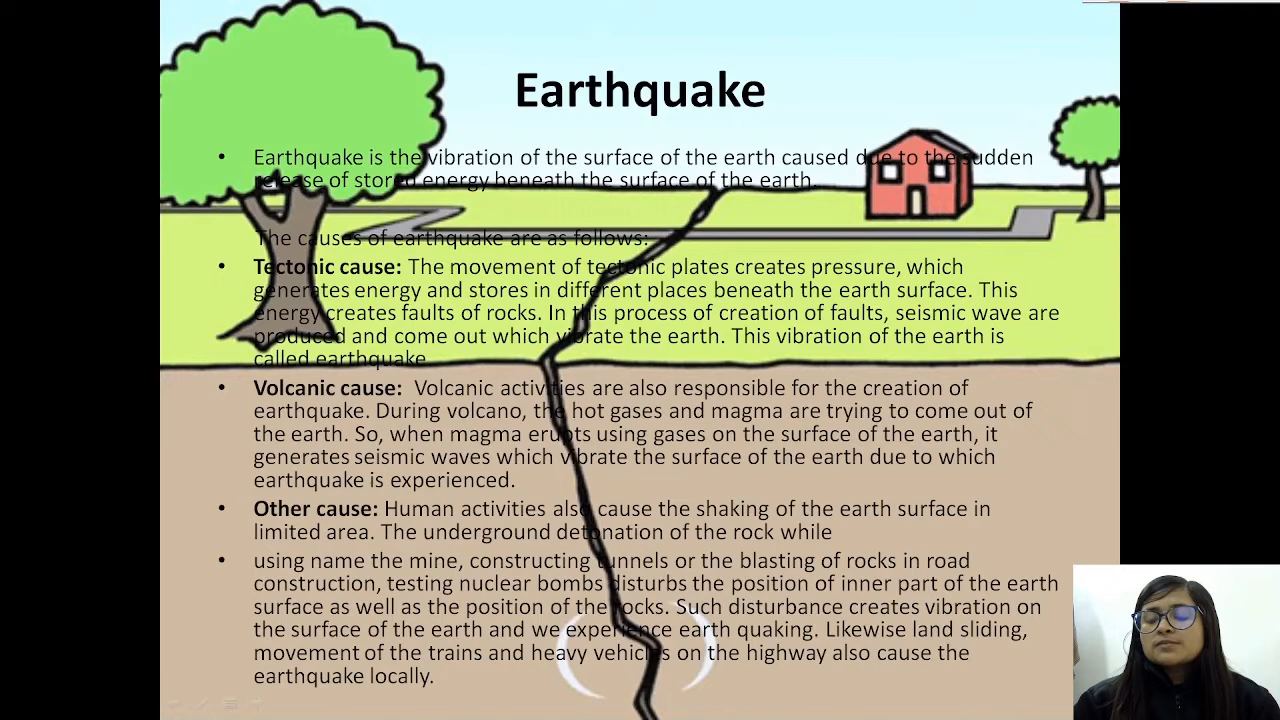 Earthquake
• Earthquake is the vibration of the surface of the earth caused due to the sudden
release of stored energy beneath the surface of the earth.
The causes of earthquake are as follows:
• Tectonic cause: The movement of tectonic plates creates pressure, which
generates energy and stores in different places beneath the earth surface. This
energy creates faults of rocks. In this process of creation of faults, seismic wave are
produced and come out which vibrate the earth. This vibration of the earth is
called earthquake.
• Volcanic cause: Volcanic activities are also responsible for the creation of
earthquake. During volcano, the hot gases and magma are trying to come out of
the earth. So, when magma erupts using gases on the surface of the earth, it
generates seismic waves which vibrate the surface of the earth due to which
earthquake is experienced.
• Other cause: Human activities also cause the shaking of the earth surface in
limited area. The underground detonation of the rock while
• using name the mine, constructing tunnels or the blasting of rocks in road
construction, testing nuclear bombs disturbs the position of inner part of the earth
surface as well as the position of the rocks. Such disturbance creates vibration on
the surface of the earth and we experience earth quaking. Likewise land sliding,
movement of the trains and heavy vehicles on the highway also cause the
earthquake locally.